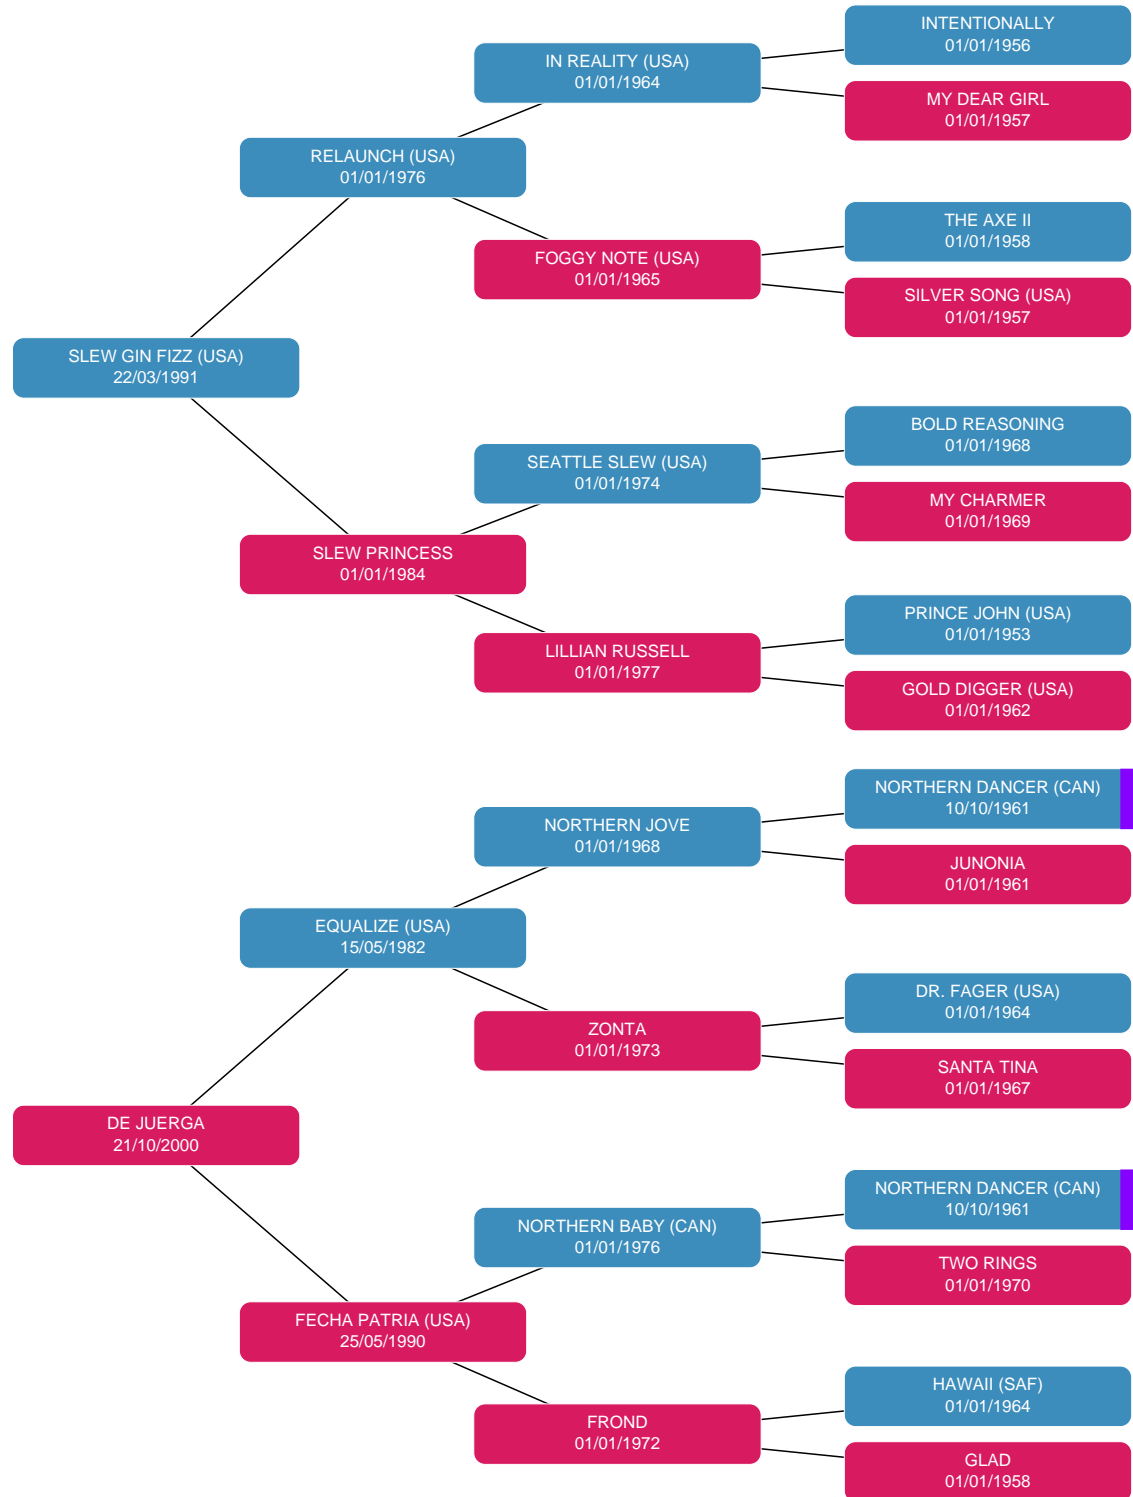 INTENTIONALLY
01/01/1956
IN REALITY (USA)
01/01/1964
MY DEAR GIRL
01/01/1957
RELAUNCH (USA)
01/01/1976
THE AXE II
01/01/1958
FOGGY NOTE (USA)
01/01/1965
SILVER SONG (USA)
01/01/1957
SLEW GIN FIZZ (USA)
22/03/1991
BOLD REASONING
01/01/1968
SEATTLE SLEW (USA)
01/01/1974
MY CHARMER
01/01/1969
SLEW PRINCESS
01/01/1984
PRINCE JOHN (USA)
01/01/1953
LILLIAN RUSSELL
01/01/1977
GOLD DIGGER (USA)
01/01/1962
NORTHERN DANCER (CAN)
10/10/1961
NORTHERN JOVE
01/01/1968
JUNONIA
01/01/1961
EQUALIZE (USA)
15/05/1982
DR. FAGER (USA)
01/01/1964
ZONTA
01/01/1973
SANTA TINA
01/01/1967
DE JUERGA
21/10/2000
NORTHERN DANCER (CAN)
10/10/1961
NORTHERN BABY (CAN)
01/01/1976
TWO RINGS
01/01/1970
FECHA PATRIA (USA)
25/05/1990
HAWAII (SAF)
01/01/1964
FROND
01/01/1972
GLAD
01/01/1958